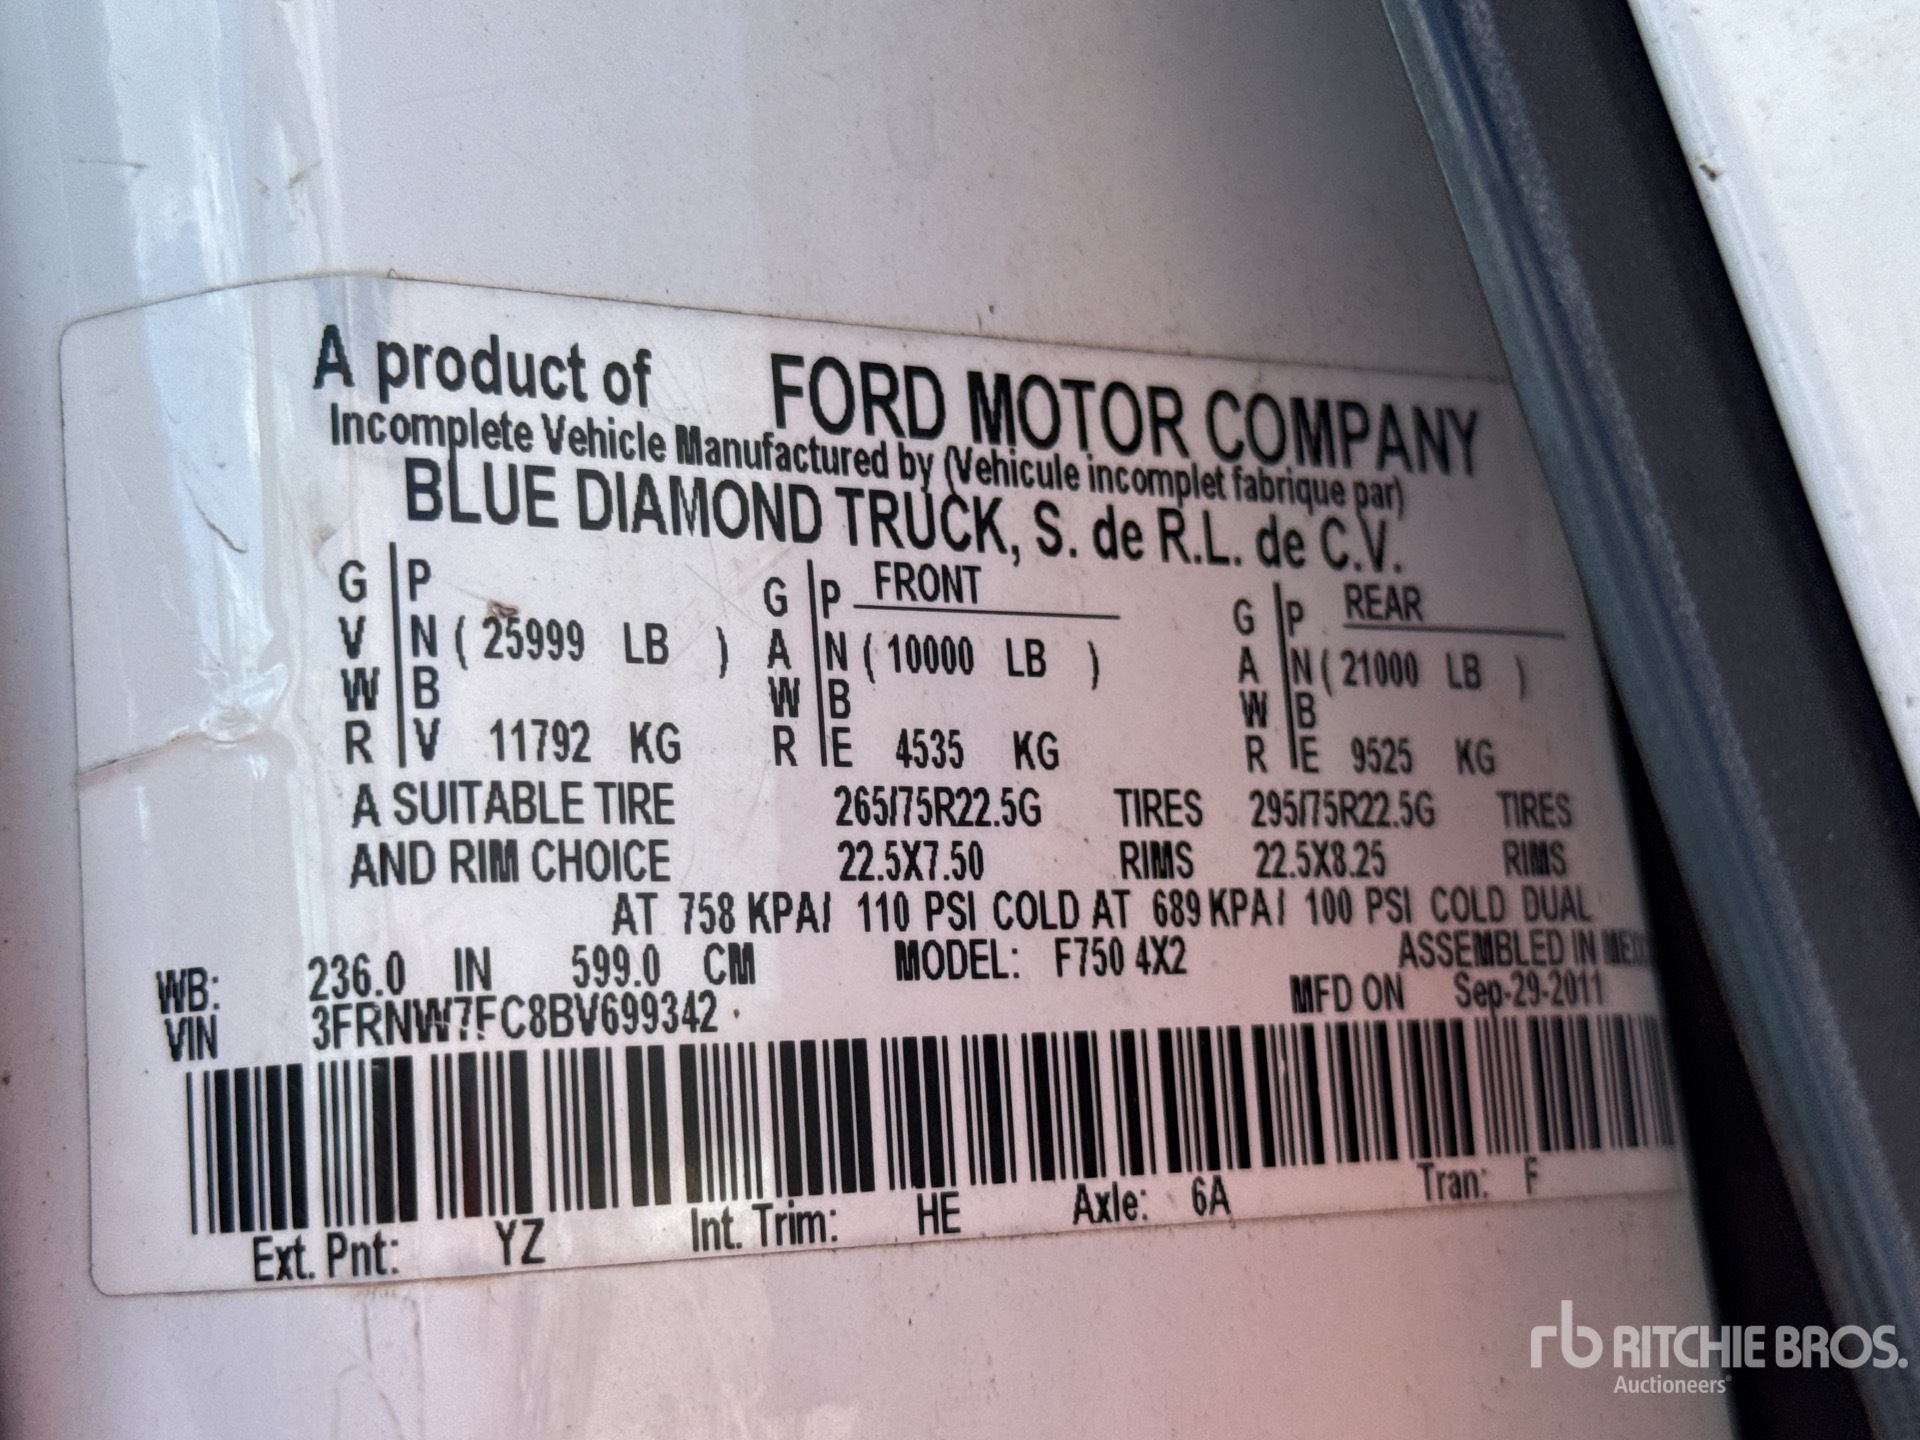 A product of FORD MOTOR COMPANY
Incomplete Vehicle Manufactured by (Vehicule incomplet fabrique par)
BLUE DIAMOND TRUCK, S. de R.L. de C.V.
G P G P FRONT G P REAR
V N ( 25999 LB ) A N ( 10000 LB ) A N ( 21000 LB )
W B W B W B
R V 11792 KG R E 4535 KG R E 9525 KG
A SUITABLE TIRE 265/75R22.5G TIRES 295/75R22.5G TIRES
AND RIM CHOICE 22.5X7.50 RIMS 22.5X8.25 RIMS
AT 758 KPA/ 110 PSI COLD AT 689 KPA/ 100 PSI COLD DUAL
WB: 236.0 IN 599.0 CM MODEL: F750 4X2 ASSEMBLED IN MEXICO
VIN 3FRNW7FC8BV699342 MFD ON Sep-29-2011
Ext. Pnt: YZ Int. Trim: HE Axle: 6A Tran: F
rb RITCHIE BROS.
Auctioneers